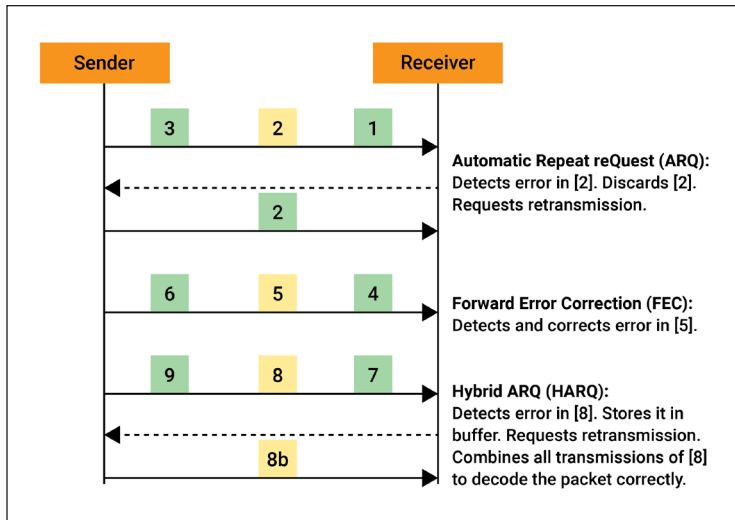 Sender
Receiver
3 2 1
Automatic Repeat reQuest (ARQ):
Detects error in [2]. Discards [2].
Requests retransmission.
2
6 5 4
Forward Error Correction (FEC):
Detects and corrects error in [5].
9 8 7
Hybrid ARQ (HARQ):
Detects error in [8]. Stores it in
buffer. Requests retransmission.
Combines all transmissions of [8]
to decode the packet correctly.
8b